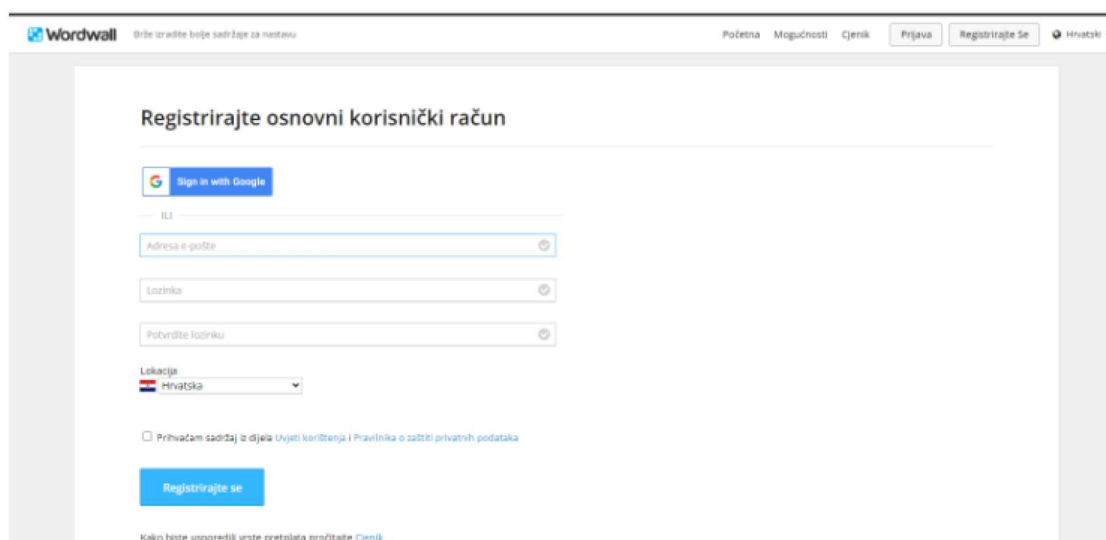 Wordwall Brže izradite bolje sadržaje za nastavu Početna Mogućnosti Cjenik Prijava Registrirajte Se Hrvatski
Registrirajte osnovni korisnički račun
Sign in with Google
ILI
Adresa e-pošte
Lozinka
Potvrdite lozinku
Lokacija
Hrvatska
Prihvaćam sadržaj iz dijela Uvjeti korištenja i Pravilnika o zaštiti privatnih podataka
Registrirajte se
Kako biste usporedili vrste pretplata pročitajte Cjenik